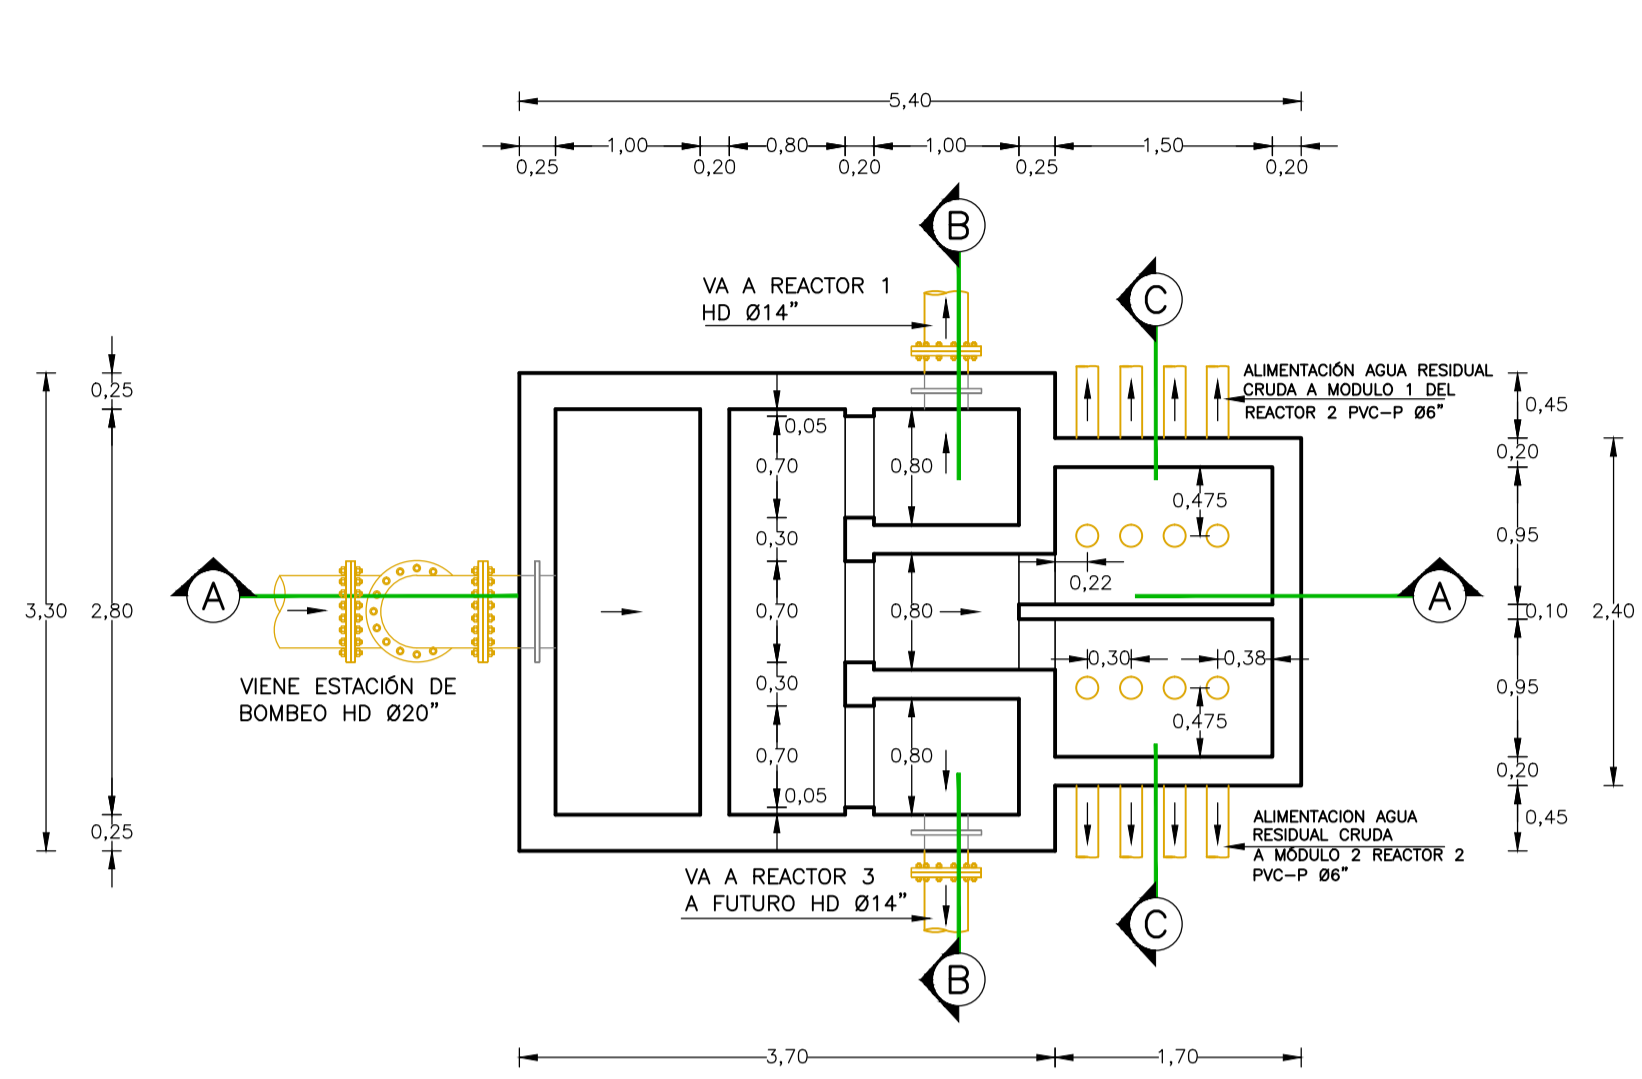 5,40
1,00
0,80
1,00
1,50
0,25
0,20
0,20
0,25
0,20
B
C
VA A REACTOR 1
HD Ø14”
ALIMENTACIÓN AGUA RESIDUAL
CRUDA A MODULO 1 DEL
REACTOR 2 PVC-P Ø6”
0,25
0,45
0,05
0,20
0,70
0,80
0,475
0,30
0,95
0,22
A
A
3,30
2,80
0,70
0,80
0,10
2,40
0,30
0,38
VIENE ESTACIÓN DE
BOMBEO HD Ø20”
0,30
0,95
0,475
0,70
0,80
0,20
0,05
0,25
0,45
ALIMENTACION AGUA
RESIDUAL CRUDA
A MÓDULO 2 REACTOR 2
PVC-P Ø6”
VA A REACTOR 3
A FUTURO HD Ø14”
C
B
3,70
1,70